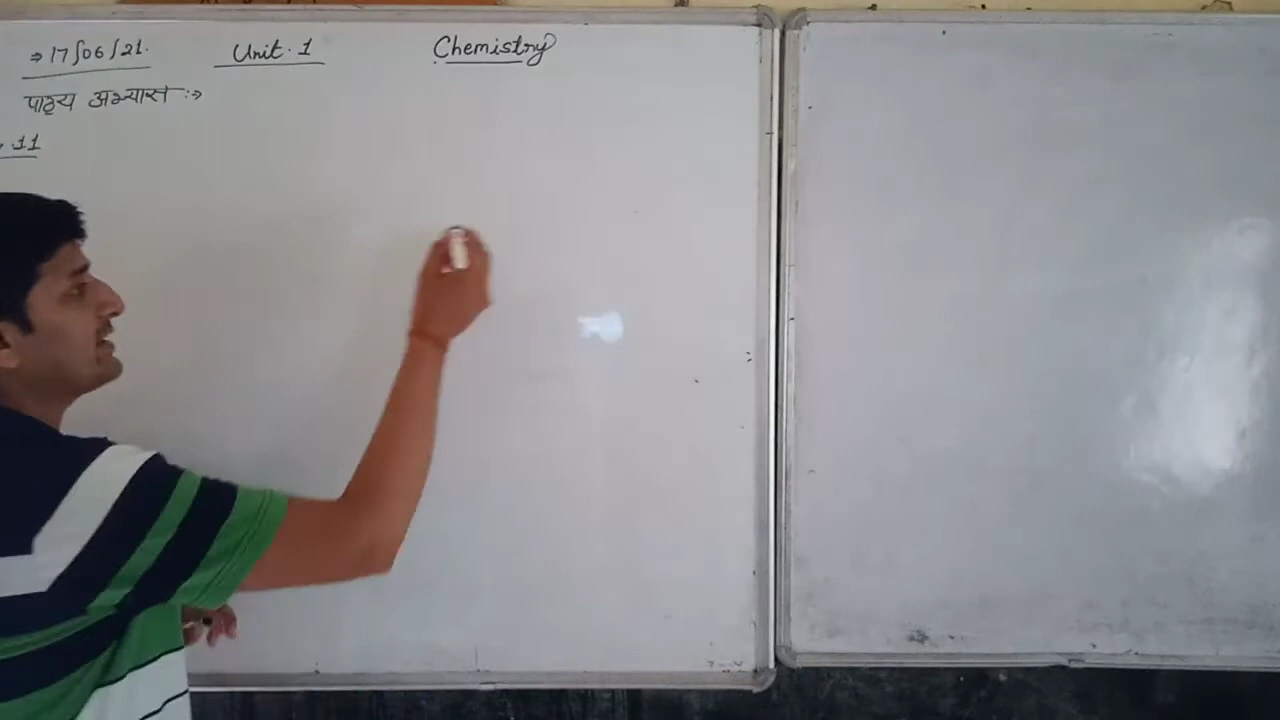 ⇒ 17/06/21. Unit. 1 Chemistry
पाठ्य अभ्यास :→
. 11